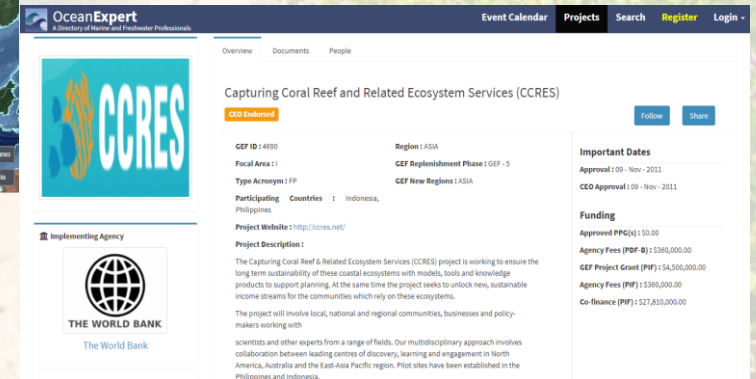 OceanExpert
A Directory of Marine and Freshwater Professionals
Event Calendar Projects Search Register Login
CCRES
Implementing Agency
THE WORLD BANK
The World Bank
Overview Documents People
Capturing Coral Reef and Related Ecosystem Services (CCRES)
CEO Endorsed
Follow Share
GEF ID : 4690 Region : ASIA
Focal Area : I GEF Replenishment Phase : GEF - 5
Type Acronym : FP GEF New Regions : ASIA
Participating Countries : Indonesia,
Philippines
Project Website : http://ccres.net/
Project Description :
The Capturing Coral Reef & Related Ecosystem Services (CCRES) project is working to ensure the
long term sustainability of these coastal ecosystems with models, tools and knowledge
products to support planning. At the same time the project seeks to unlock new, sustainable
income streams for the communities which rely on these ecosystems.
The project will involve local, national and regional communities, businesses and policy-
makers working with
scientists and other experts from a range of fields. Our multidisciplinary approach involves
collaboration between leading centres of discovery, learning and engagement in North
America, Australia and the East-Asia Pacific region. Pilot sites have been established in the
Philippines and Indonesia.
Important Dates
Approval : 09 - Nov - 2011
CEO Approval : 09 - Nov - 2011
Funding
Approved PPG(s) : $0.00
Agency Fees (PDF-B) : $360,000.00
GEF Project Grant (PIF) : $4,500,000.00
Agency Fees (PIF) : $360,000.00
Co-finance (PIF) : $27,810,000.00